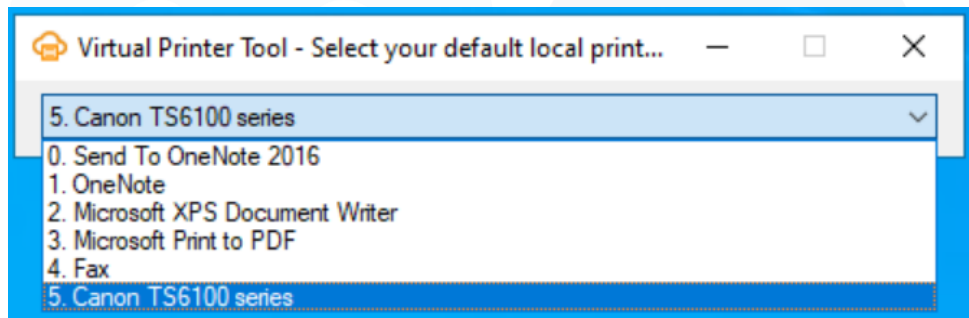 Virtual Printer Tool - Select your default local print...
5. Canon TS6100 series
0. Send To OneNote 2016
1. OneNote
2. Microsoft XPS Document Writer
3. Microsoft Print to PDF
4. Fax
5. Canon TS6100 series